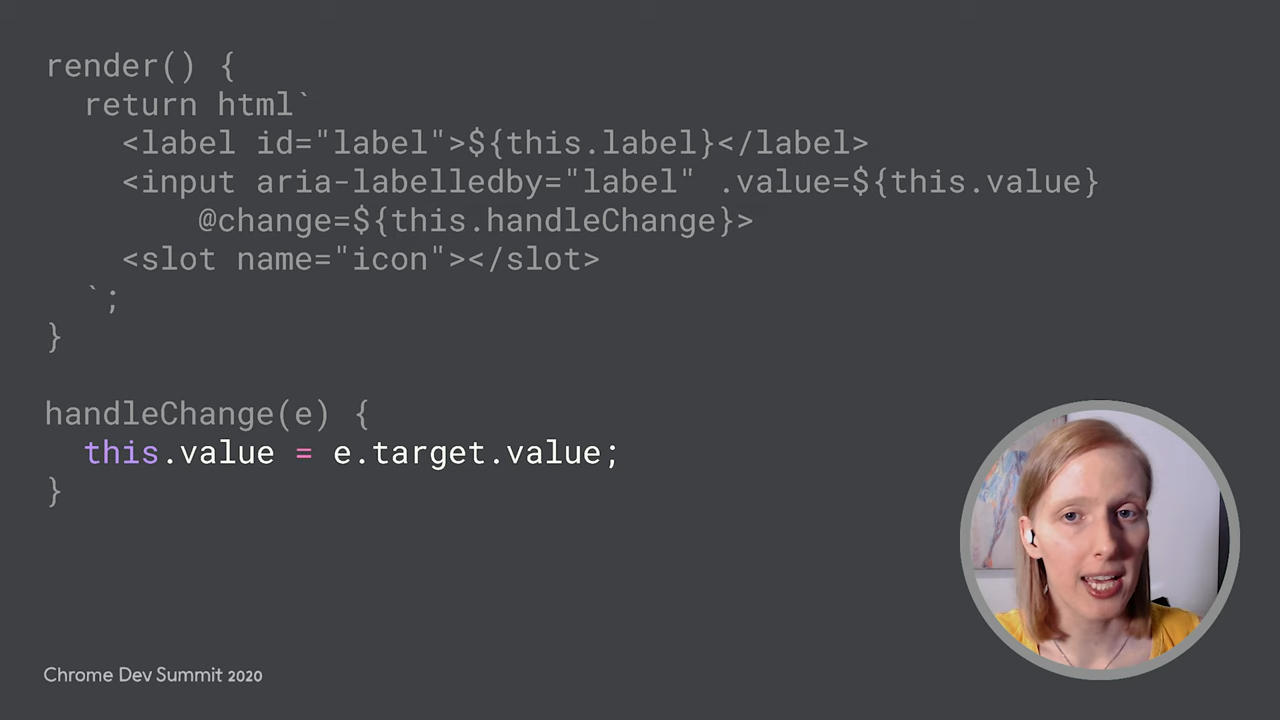 render() {
  return html`
    <label id="label">${this.label}</label>
    <input aria-labelledby="label" .value=${this.value}
        @change=${this.handleChange}>
    <slot name="icon"></slot>
  `;
}
handleChange(e) {
  this.value = e.target.value;
}
Chrome Dev Summit 2020